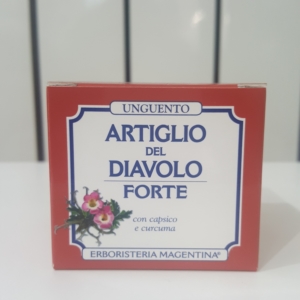 UNGUENTO
ARTIGLIO
DEL
DIAVOLO
FORTE
con capsico
e curcuma
ERBORISTERIA MAGENTINA®